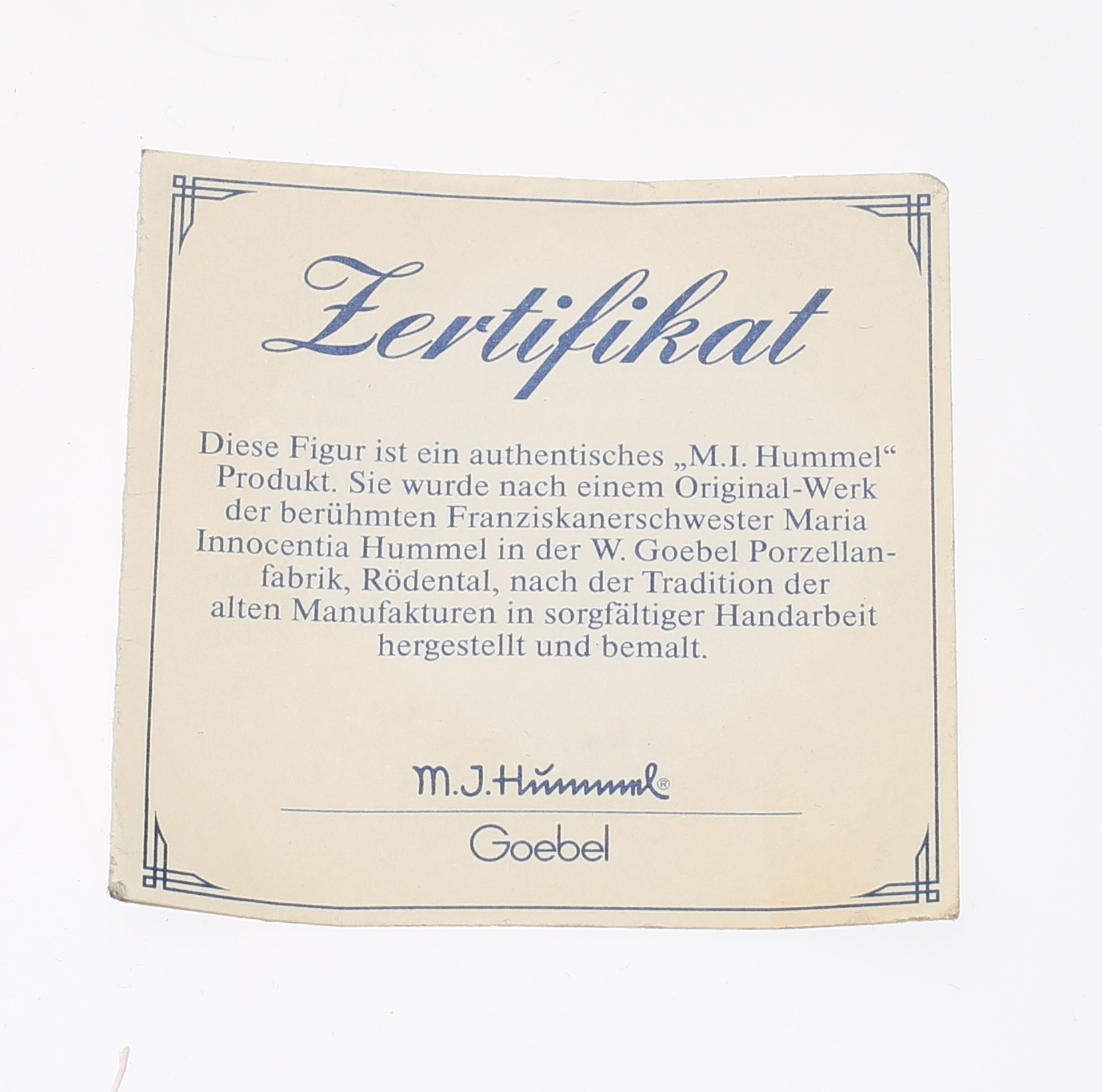 Zertifikat
Diese Figur ist ein authentisches „M.I. Hummel“
Produkt. Sie wurde nach einem Original-Werk
der berühmten Franziskanerschwester Maria
Innocentia Hummel in der W. Goebel Porzellan-
fabrik, Rödental, nach der Tradition der
alten Manufakturen in sorgfältiger Handarbeit
hergestellt und bemalt.
M.J.Hummel®
Goebel